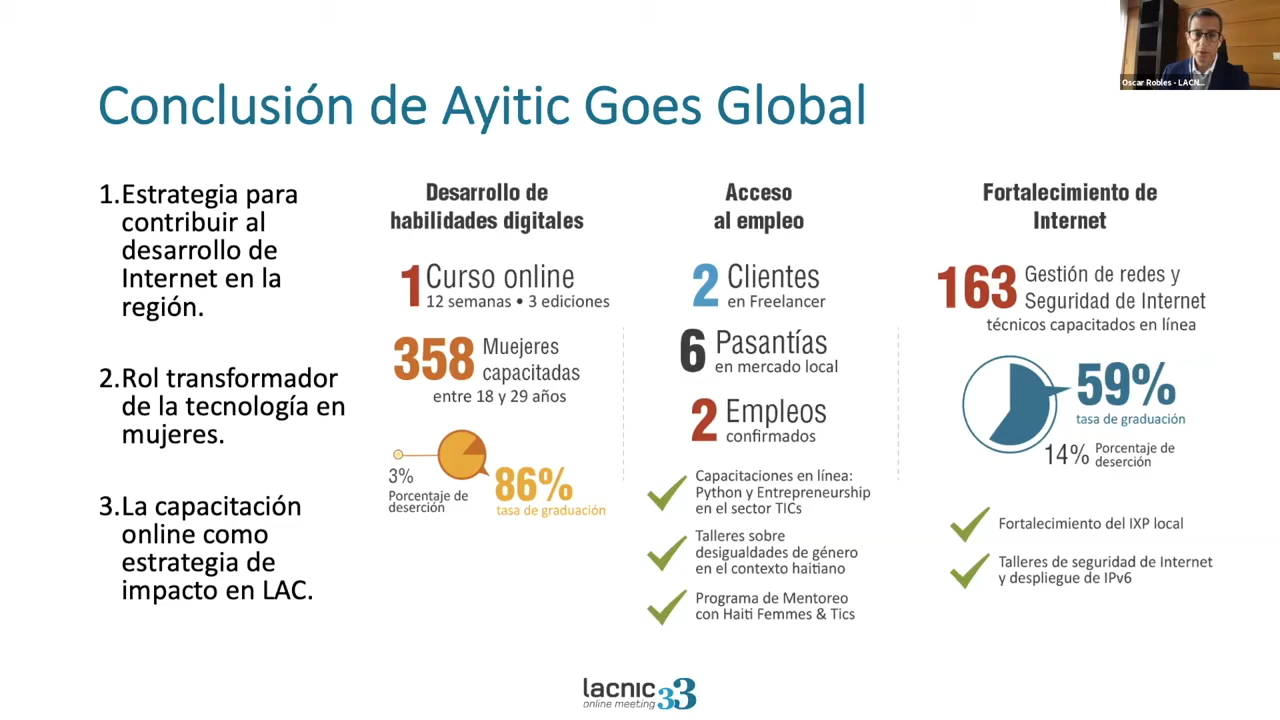 Oscar Robles - LACN...
Conclusión de Ayitic Goes Global
1.Estrategia para
contribuir al
desarrollo de
Internet en la
región.
2.Rol transformador
de la tecnología en
mujeres.
3.La capacitación
online como
estrategia de
impacto en LAC.
Desarrollo de
habilidades digitales
1 Curso online
12 semanas • 3 ediciones
358 Muejeres
capacitadas
entre 18 y 29 años
3%
Porcentaje de
deserción
86%
tasa de graduación
Acceso
al empleo
2 Clientes
en Freelancer
6 Pasantías
en mercado local
2 Empleos
confirmados
Capacitaciones en línea:
Python y Entrepreneurship
en el sector TICs
Talleres sobre
desigualdades de género
en el contexto haitiano
Programa de Mentoreo
con Haiti Femmes & Tics
Fortalecimiento de
Internet
163 Gestión de redes y
Seguridad de Internet
técnicos capacitados en línea
59%
tasa de graduación
14% Porcentaje de
deserción
Fortalecimiento del IXP local
Talleres de seguridad de Internet
y despliegue de IPv6
lacnic 33
online meeting